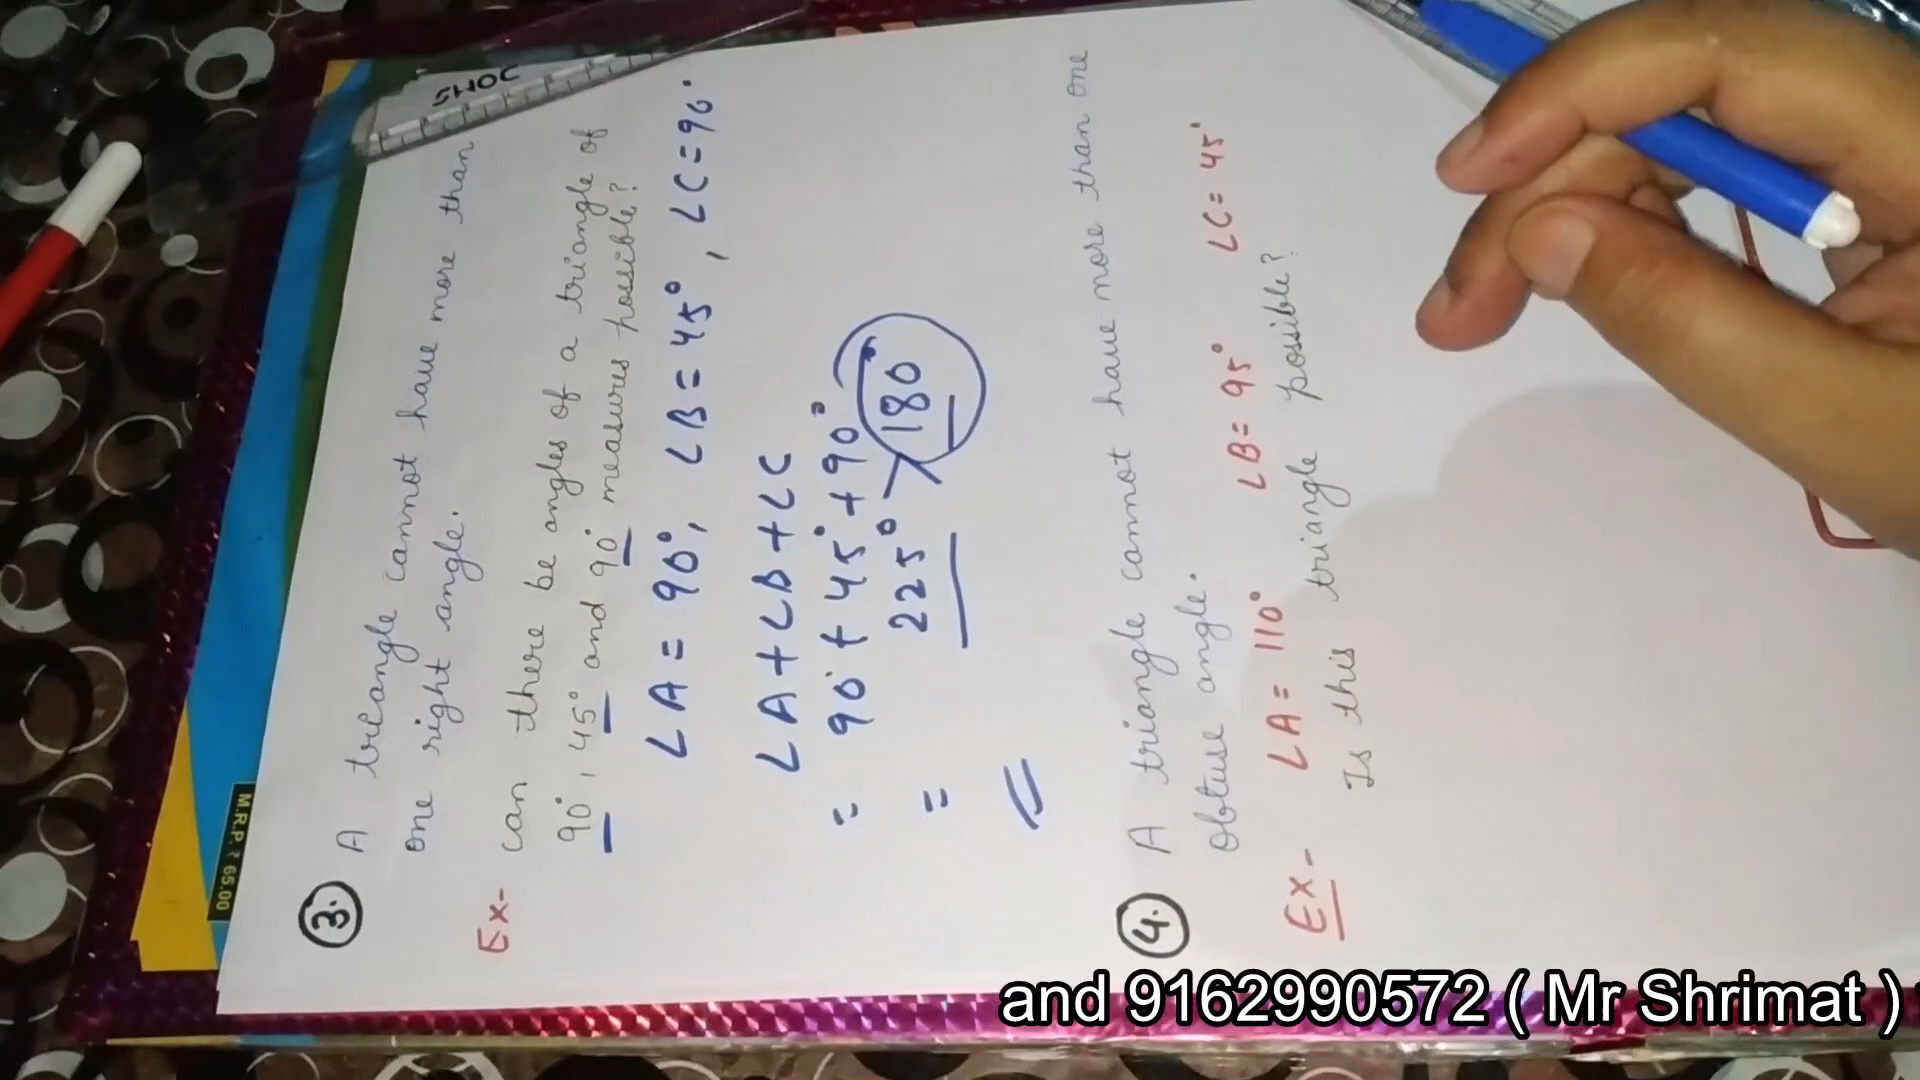 3. A triangle cannot have more than
one right angle.
Ex- can there be angles of a triangle of
90°, 45° and 90° measures possible?
∠A = 90°, ∠B = 45°, ∠C = 90°
∠A + ∠B + ∠C
= 90° + 45° + 90°
= 225° > 180°
4. A triangle cannot have more than one
obtuse angle.
Ex- ∠A = 110° ∠B = 95° ∠C = 45°
Is this triangle possible?
M.R.P. ₹ 65.00
and 9162990572 ( Mr Shrimat )